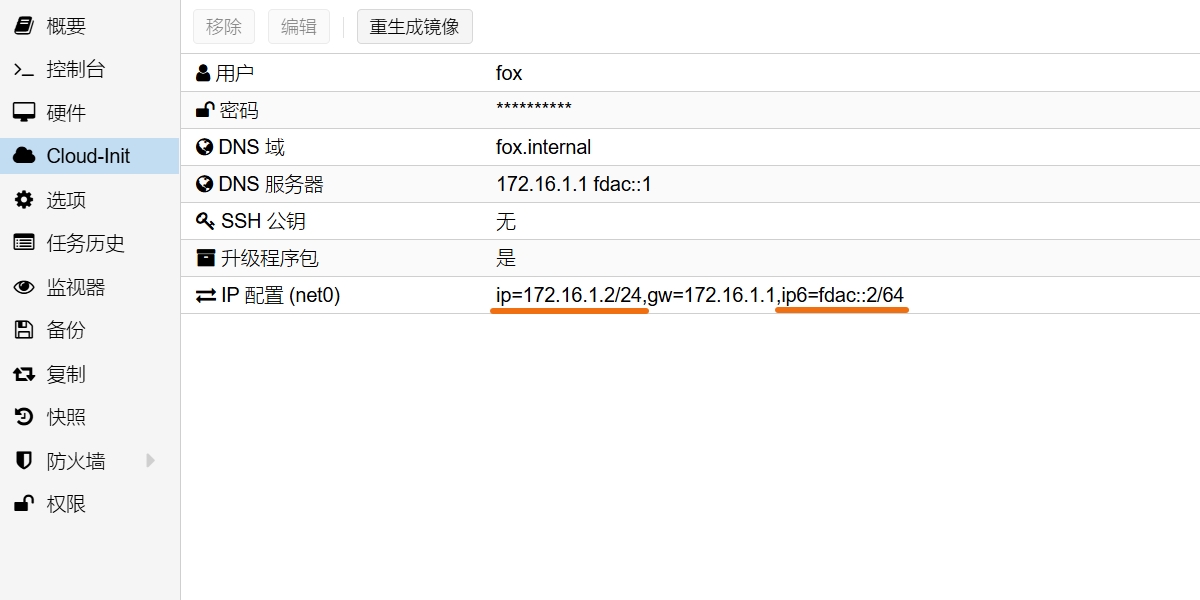 概要
控制台
硬件
Cloud-Init
选项
任务历史
监视器
备份
复制
快照
防火墙
权限
移除 编辑 重生成镜像
用户 fox
密码 **********
DNS 域 fox.internal
DNS 服务器 172.16.1.1 fdac::1
SSH 公钥 无
升级程序包 是
IP 配置 (net0) ip=172.16.1.2/24,gw=172.16.1.1,ip6=fdac::2/64